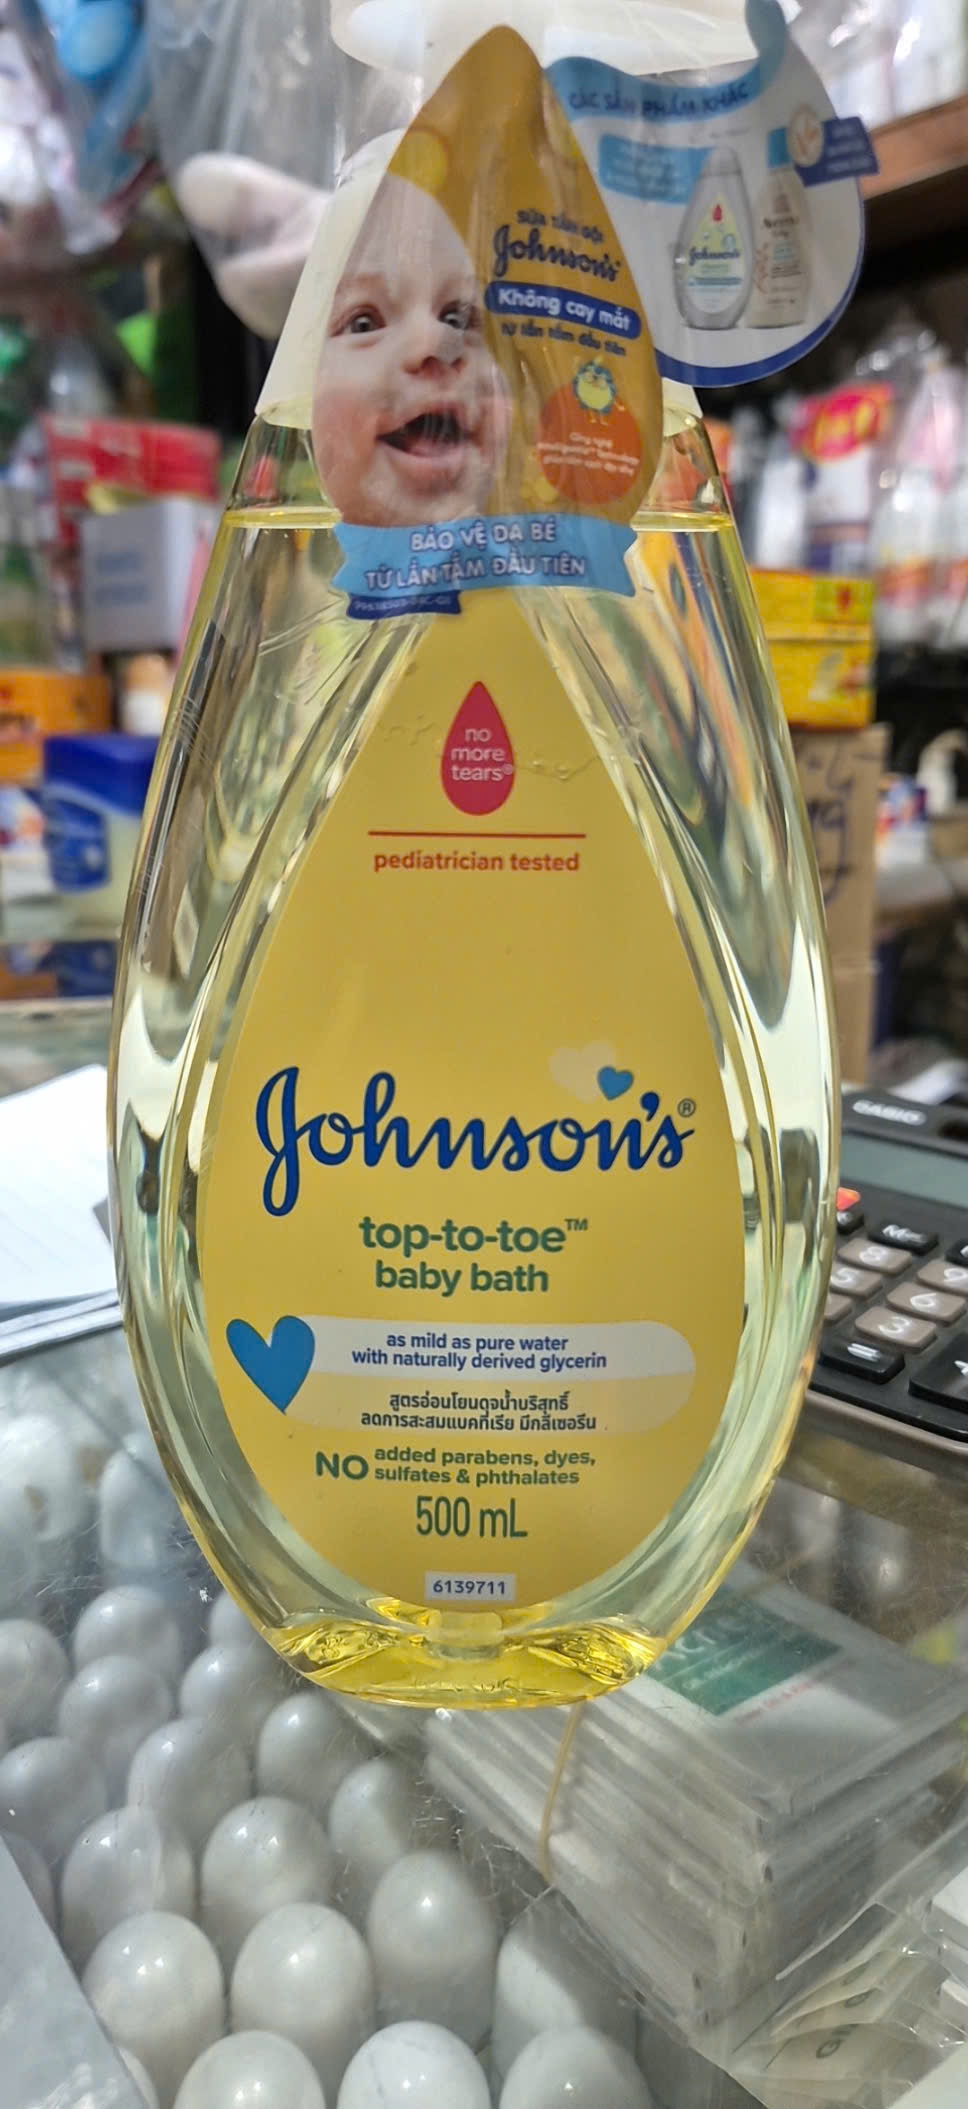 CÁC SẢN PHẨM KHÁC
SỮA TẮM GỘI
Johnson's
Không cay mắt
từ lần tắm đầu tiên
BẢO VỆ DA BÉ
TỪ LẦN TẮM ĐẦU TIÊN
no
more
tears®
pediatrician tested
Johnson's®
top-to-toe™
baby bath
as mild as pure water
with naturally derived glycerin
สูตรอ่อนโยนดุจน้ำบริสุทธิ์
ลดการสะสมแบคทีเรีย มีกลีเซอรีน
NO added parabens, dyes,
sulfates & phthalates
500 mL
6139711
CASIO
8
9
5
6
3
=